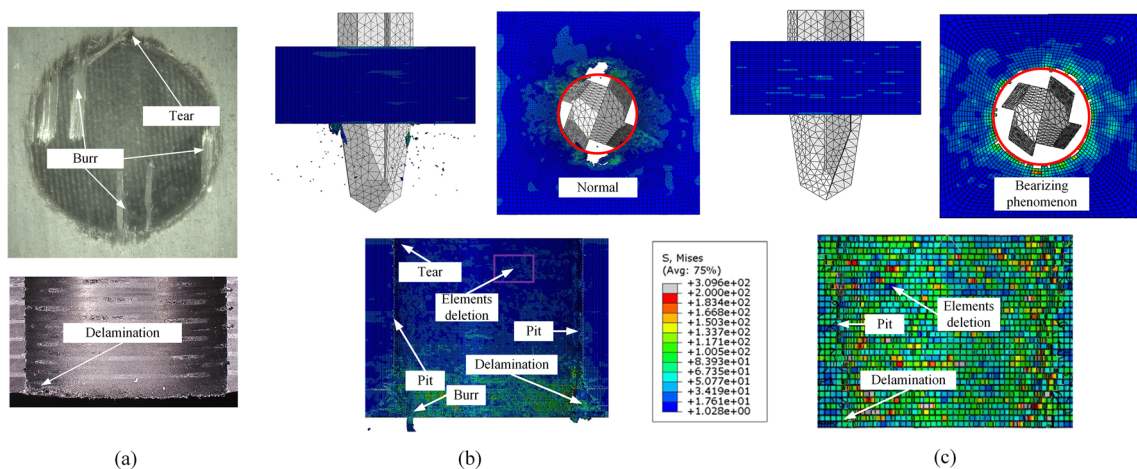 Tear
Burr
Delamination
(a)
Normal
Tear
Elements
deletion
Pit
Pit
Delamination
Burr
(b)
S, Mises
(Avg: 75%)
+3.096e+02
+2.000e+02
+1.834e+02
+1.668e+02
+1.503e+02
+1.337e+02
+1.171e+02
+1.005e+02
+8.393e+01
+6.735e+01
+5.077e+01
+3.419e+01
+1.761e+01
+1.028e+00
Bearizing
phenomenon
Elements
deletion
Pit
Delamination
(c)